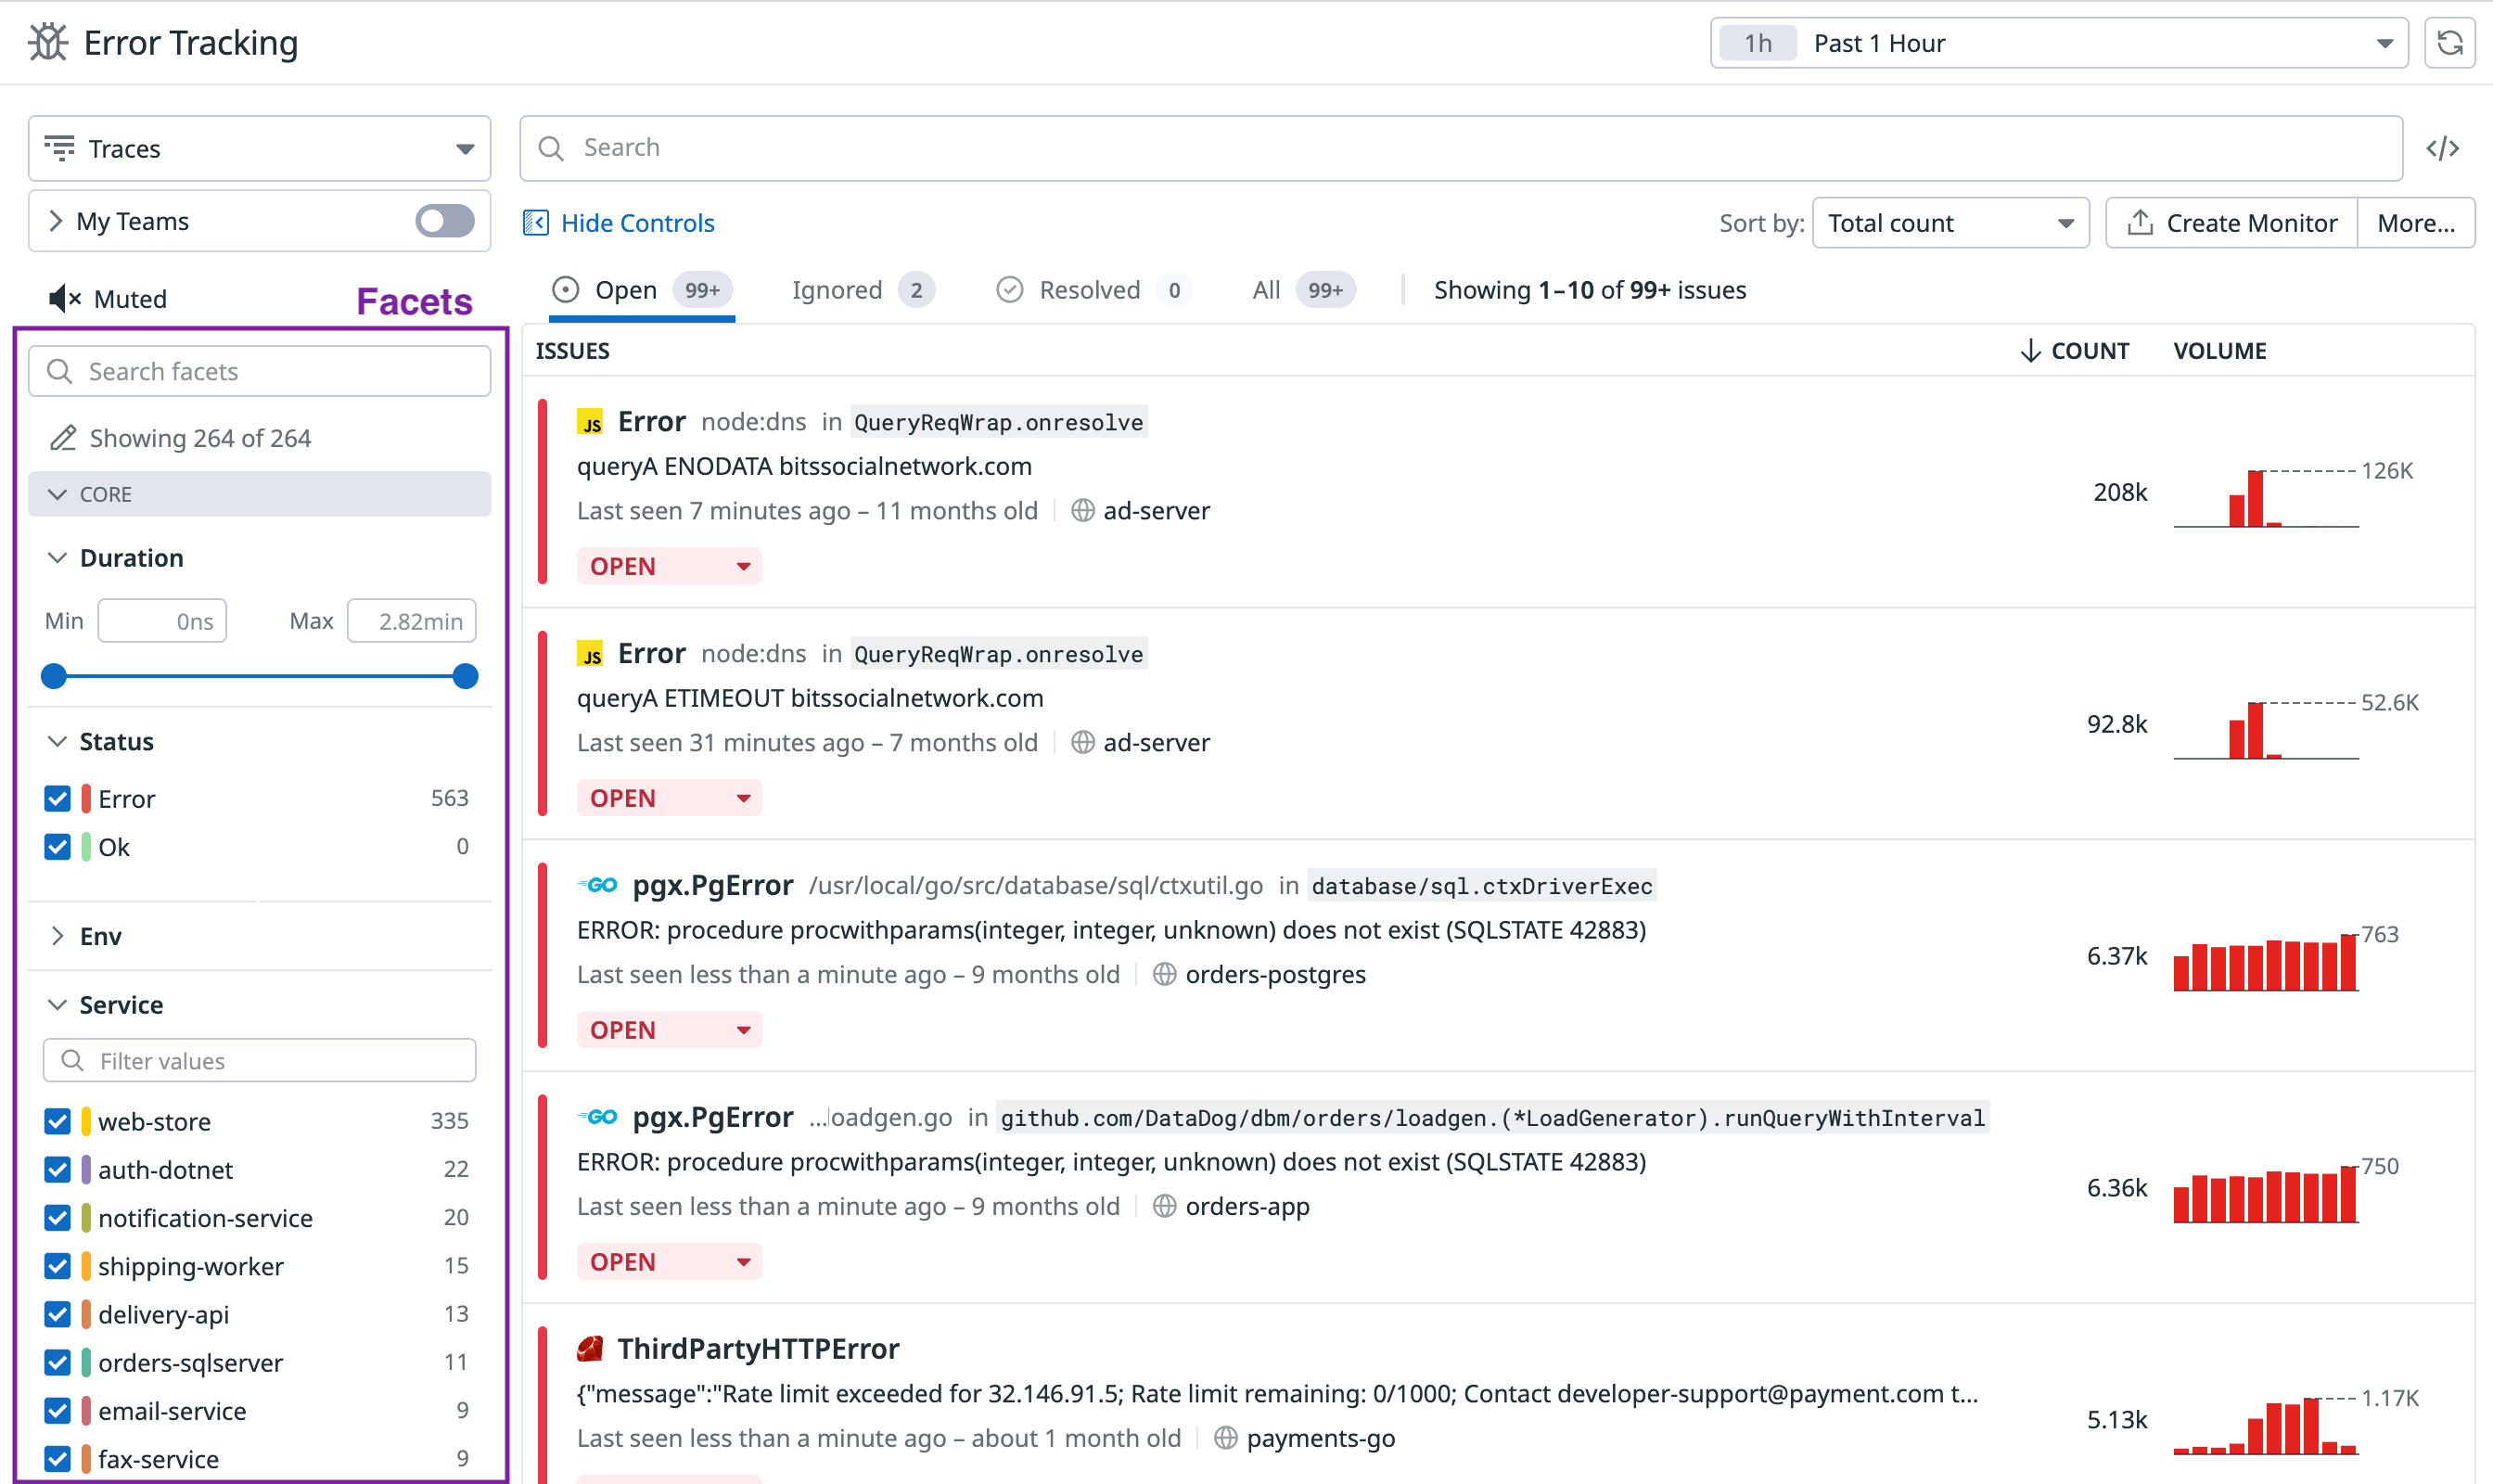 Error Tracking
1h Past 1 Hour
Traces
Search
</>
My Teams
Hide Controls
Sort by: Total count
Create Monitor
More...
Muted
Facets
Open 99+
Ignored 2
Resolved 0
All 99+
Showing 1–10 of 99+ issues
Search facets
Showing 264 of 264
CORE
Duration
Min 0ns Max 2.82min
Status
Error 563
Ok 0
Env
Service
Filter values
web-store 335
auth-dotnet 22
notification-service 20
shipping-worker 15
delivery-api 13
orders-sqlserver 11
email-service 9
fax-service 9
ISSUES COUNT VOLUME
JS Error node:dns in QueryReqWrap.onresolve
queryA ENODATA bitssocialnetwork.com
Last seen 7 minutes ago – 11 months old ad-server
OPEN
208k 126K
JS Error node:dns in QueryReqWrap.onresolve
queryA ETIMEOUT bitssocialnetwork.com
Last seen 31 minutes ago – 7 months old ad-server
OPEN
92.8k 52.6K
GO pgx.PgError /usr/local/go/src/database/sql/ctxutil.go in database/sql.ctxDriverExec
ERROR: procedure procwithparams(integer, integer, unknown) does not exist (SQLSTATE 42883)
Last seen less than a minute ago – 9 months old orders-postgres
OPEN
6.37k 763
GO pgx.PgError ...loadgen.go in github.com/DataDog/dbm/orders/loadgen.(*LoadGenerator).runQueryWithInterval
ERROR: procedure procwithparams(integer, integer, unknown) does not exist (SQLSTATE 42883)
Last seen less than a minute ago – 9 months old orders-app
OPEN
6.36k 750
ThirdPartyHTTPError
{"message":"Rate limit exceeded for 32.146.91.5; Rate limit remaining: 0/1000; Contact developer-support@payment.com t...
Last seen less than a minute ago – about 1 month old payments-go
5.13k 1.17K